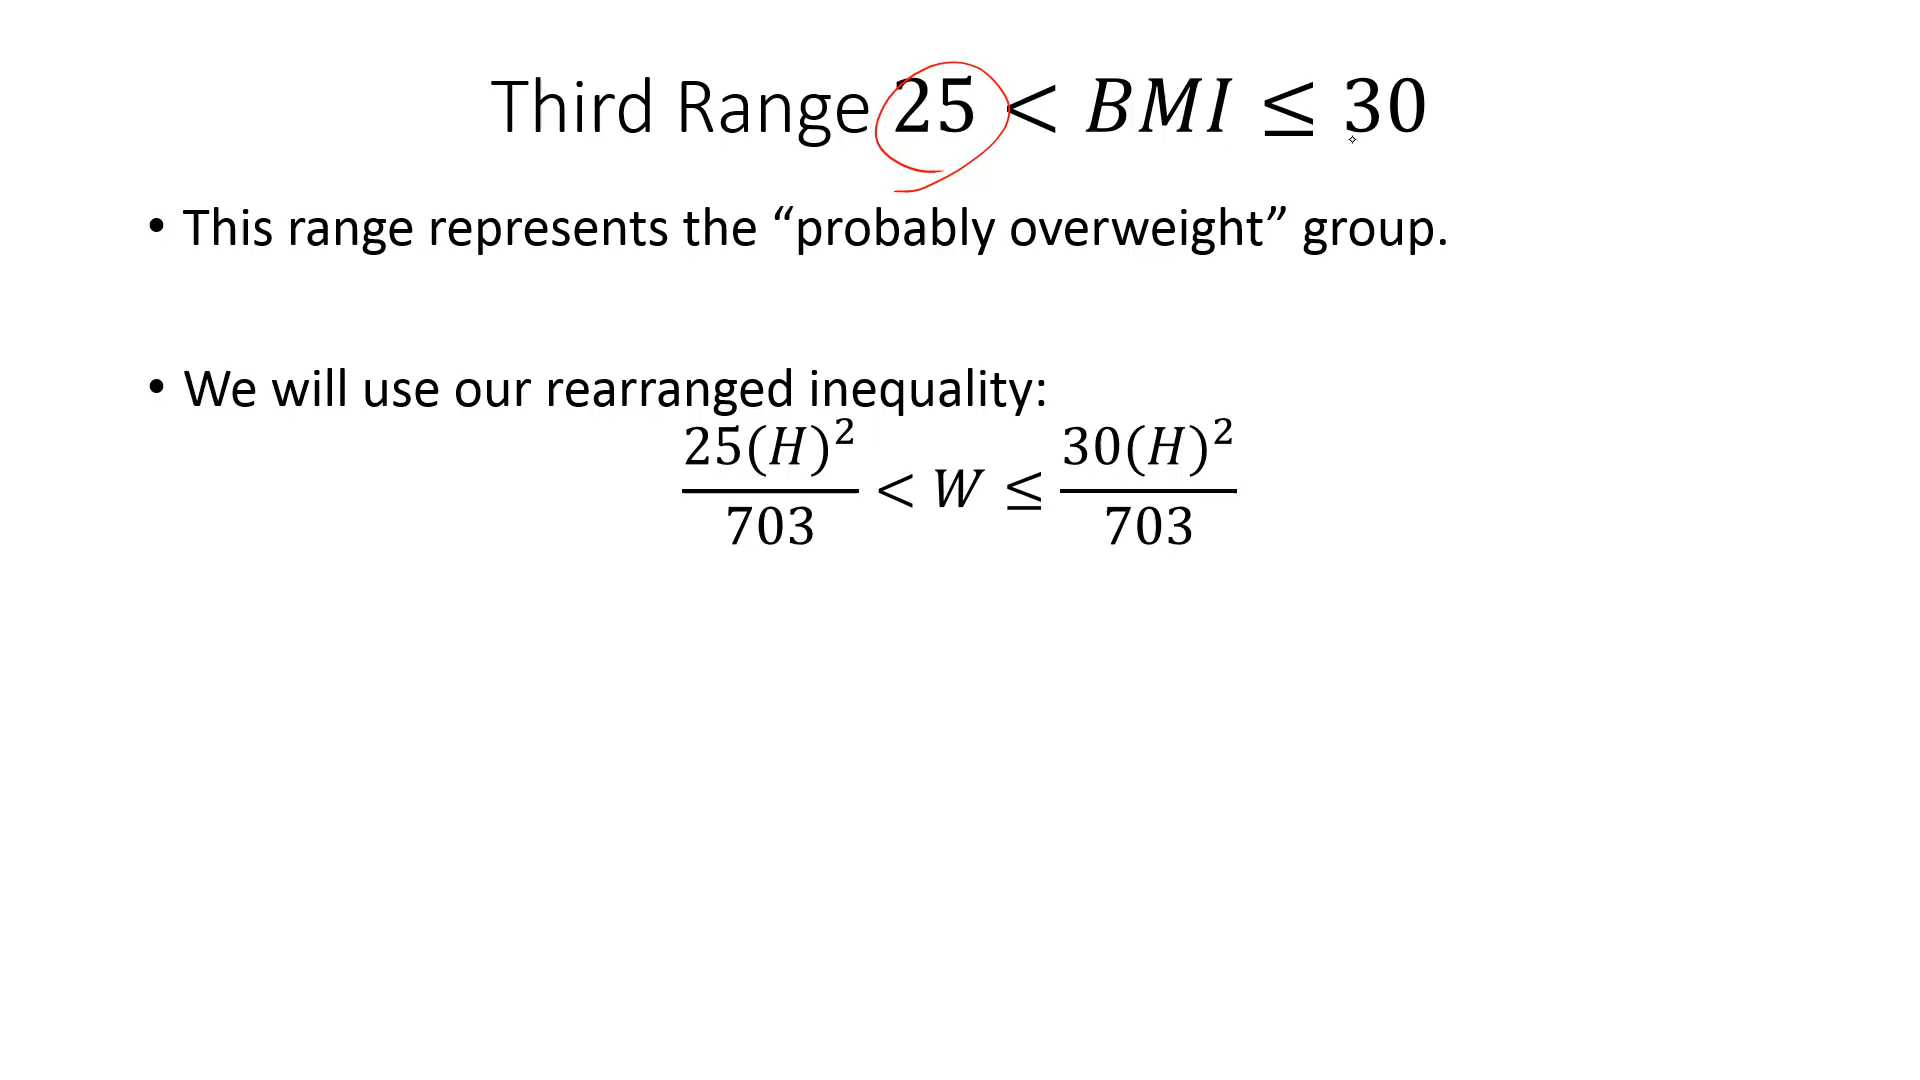 Third Range 25 < BMI ≤ 30
• This range represents the “probably overweight” group.
• We will use our rearranged inequality:
25(H)²/703 < W ≤ 30(H)²/703